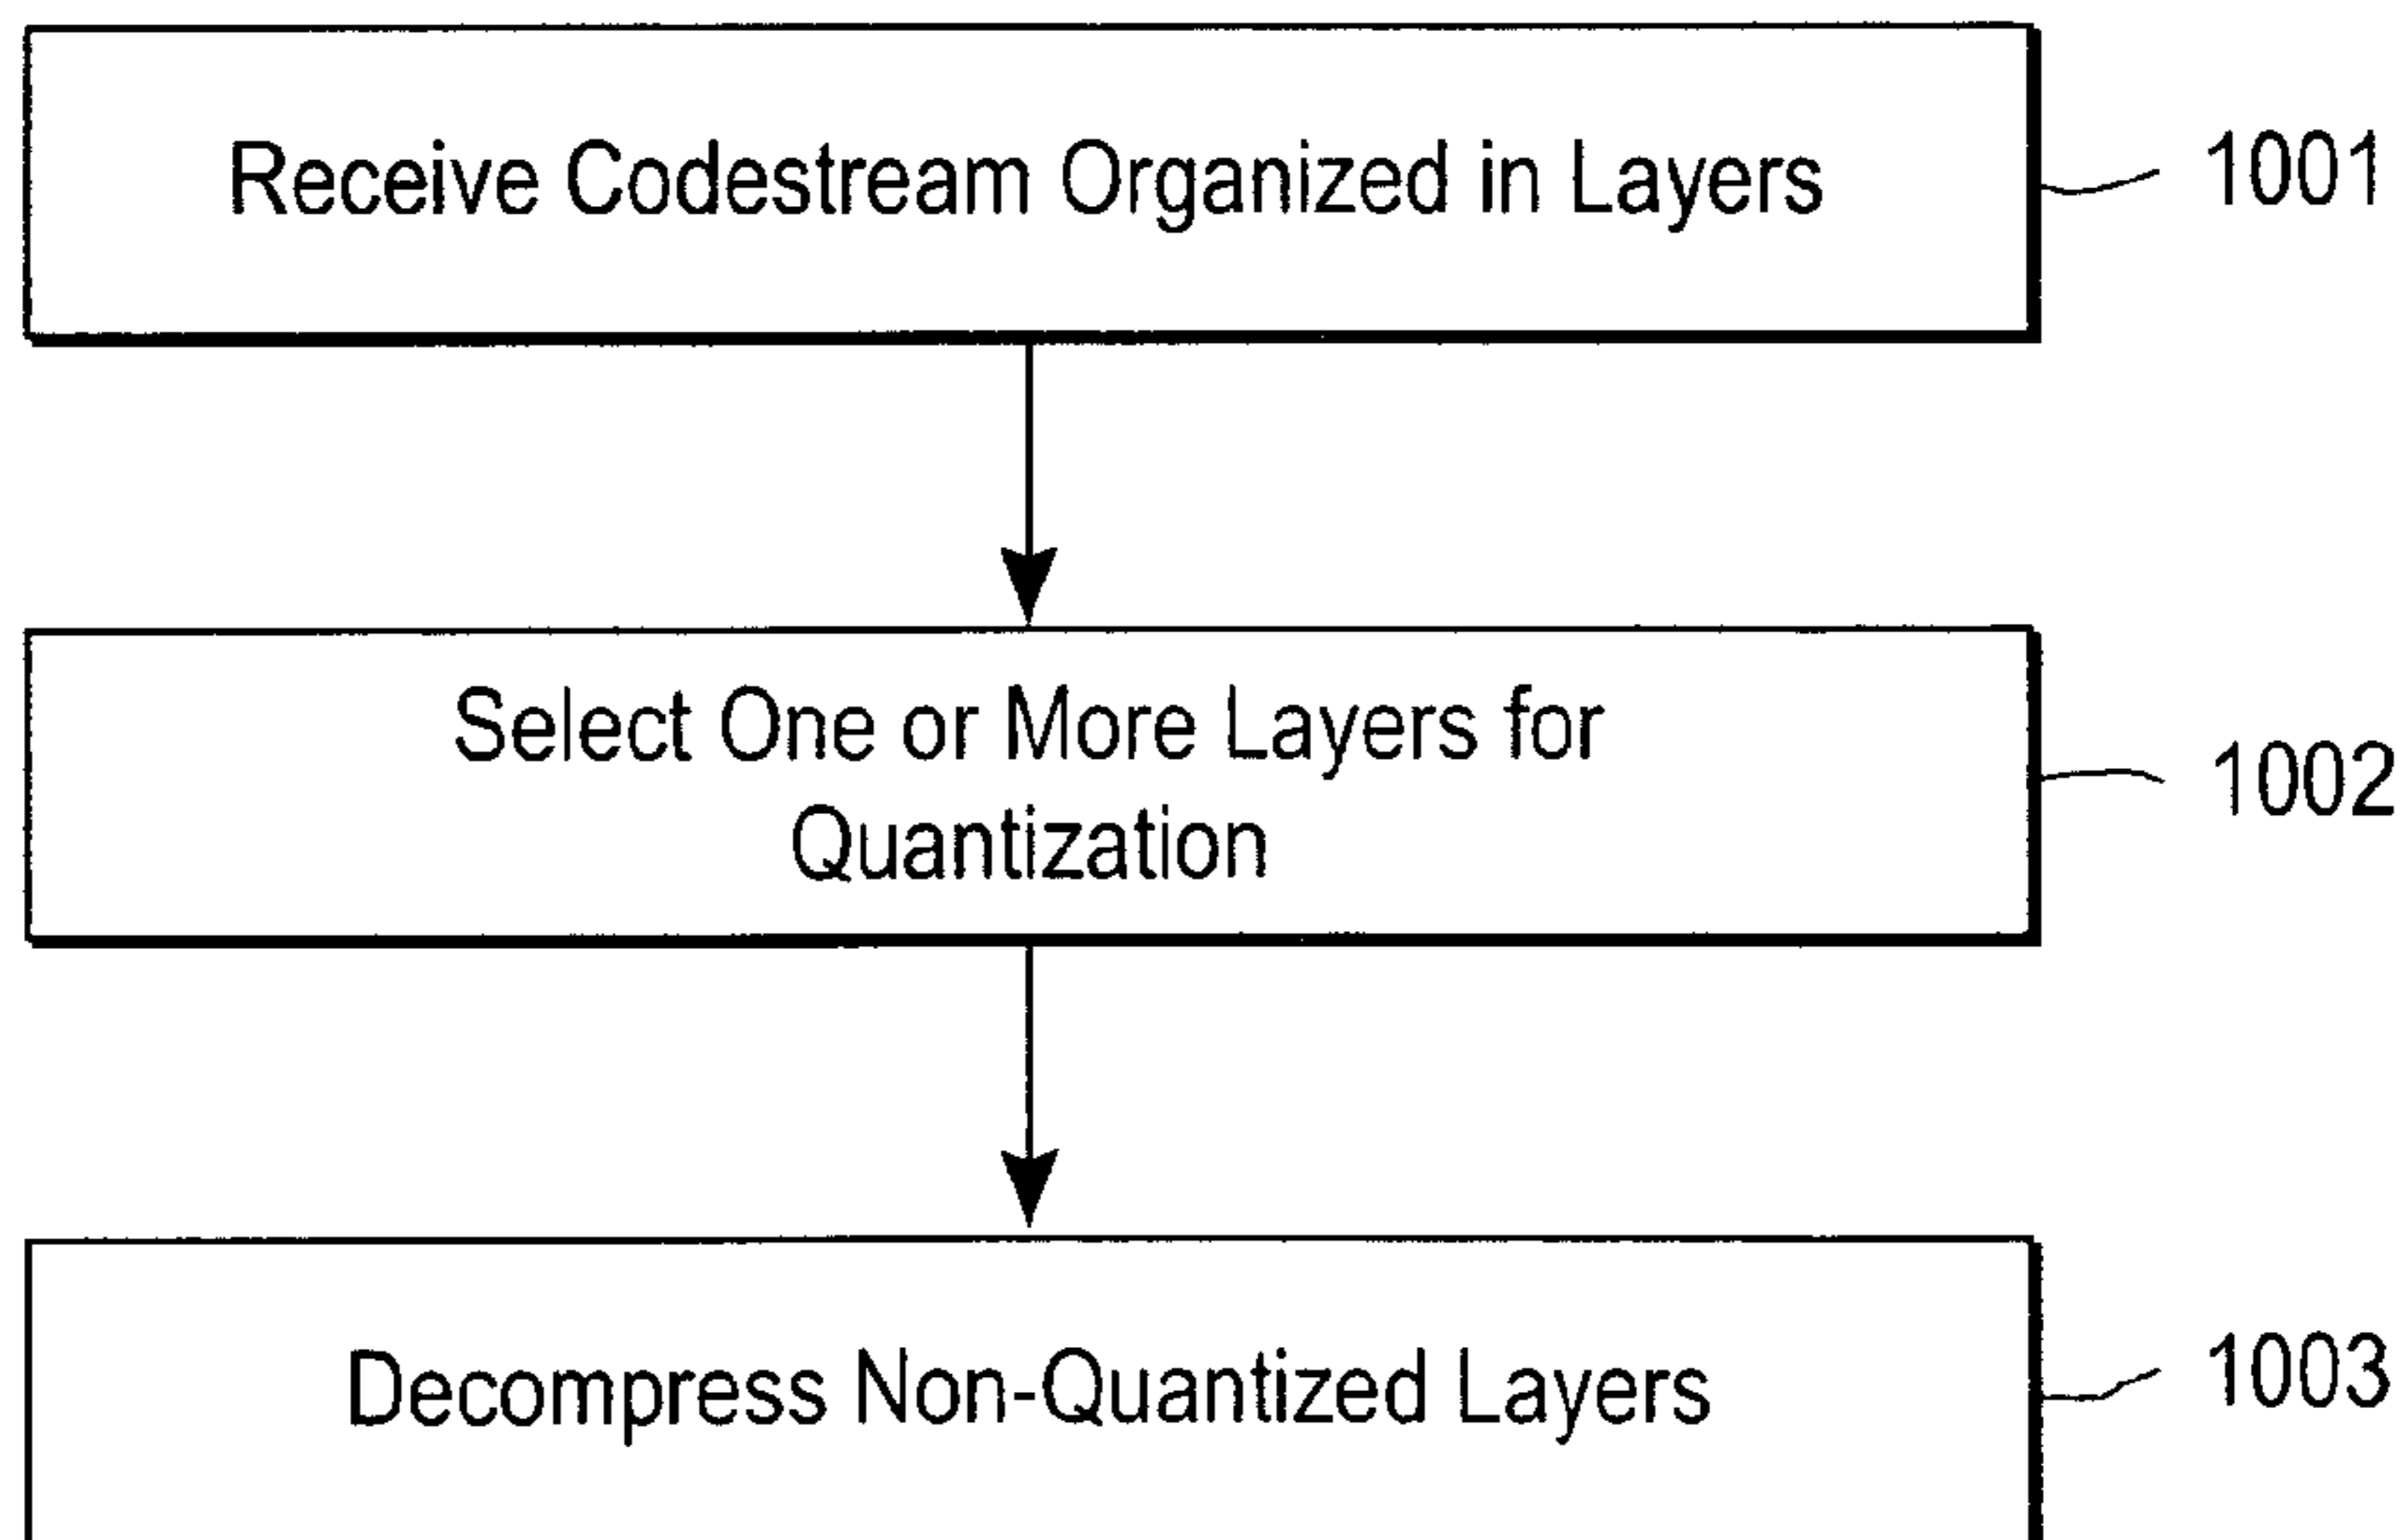 Receive Codestream Organized in Layers
1001
Select One or More Layers for
Quantization
1002
Decompress Non-Quantized Layers
1003